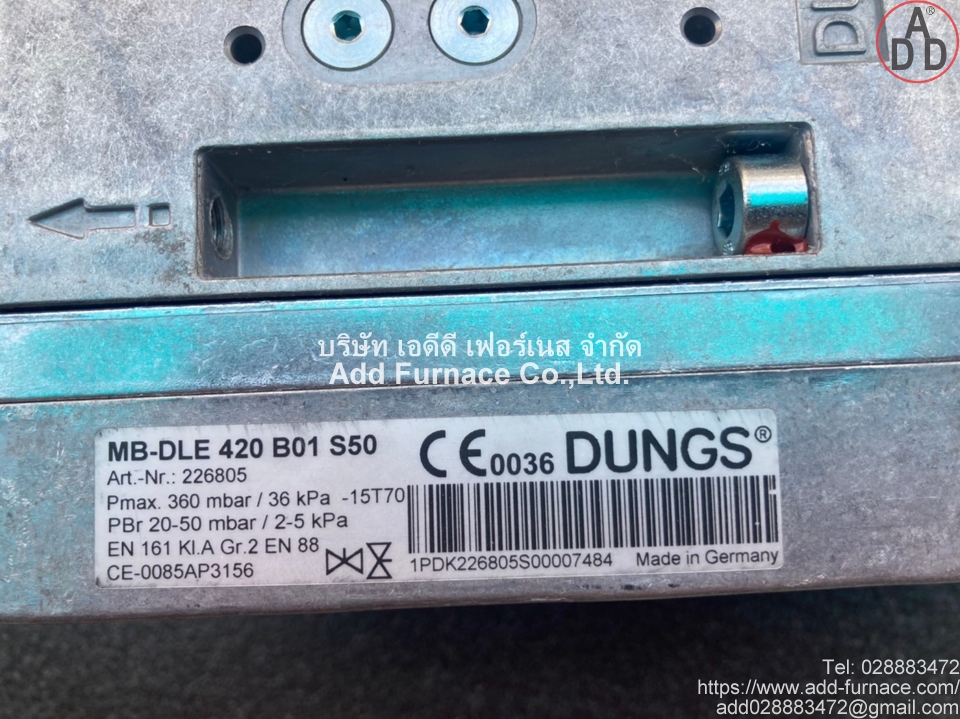 DU
ADD®
บริษัท เอดีดี เฟอร์เนส จำกัด
Add Furnace Co.,Ltd.
MB-DLE 420 B01 S50
Art.-Nr.: 226805
Pmax. 360 mbar / 36 kPa -15T70
PBr 20-50 mbar / 2-5 kPa
EN 161 Kl.A Gr.2 EN 88
CE-0085AP3156
CE0036 DUNGS®
1PDK226805S00007484 Made in Germany
Tel: 028883472
https://www.add-furnace.com/
add028883472@gmail.com